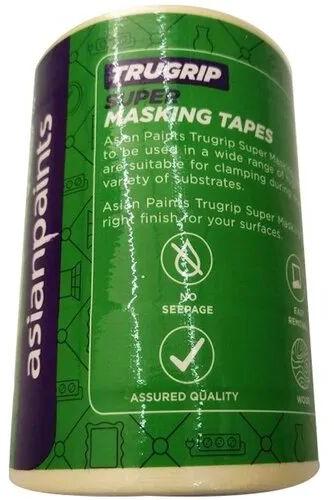 asianpaints
TRUGRIP
SUPER
MASKING TAPES
Asian Paints Trugrip Super Mas
to be used in a wide range of
are suitable for clamping during
variety of substrates.
Asian Paints Trugrip Super Mask
right finish for your surfaces.
NO
SEEPAGE
EASY
ASSURED QUALITY